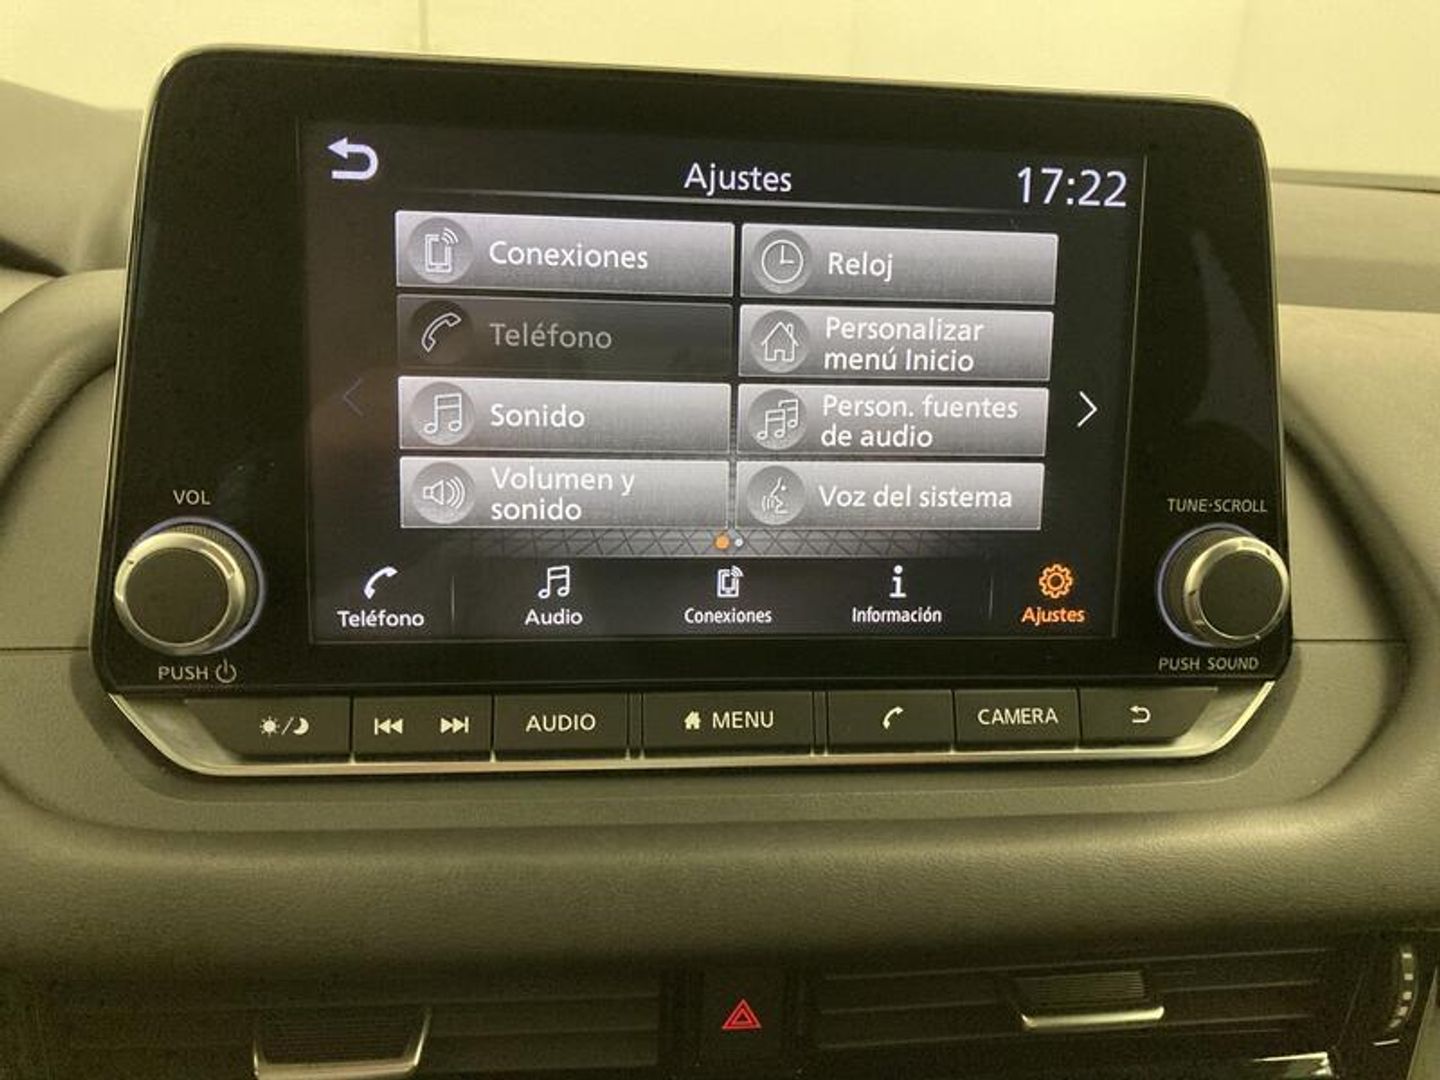 Ajustes
17:22
Conexiones
Reloj
Teléfono
Personalizar
menú Inicio
Sonido
Person. fuentes
de audio
Volumen y
sonido
Voz del sistema
VOL
TUNE·SCROLL
Teléfono
Audio
Conexiones
Información
Ajustes
PUSH
PUSH SOUND
AUDIO
MENU
CAMERA